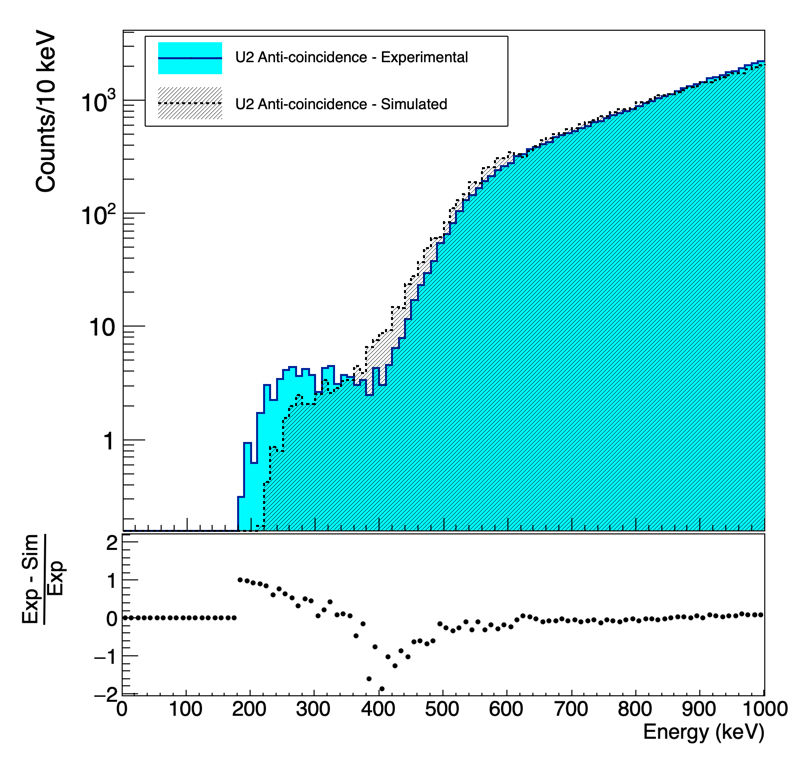 U2 Anti-coincidence - Experimental
U2 Anti-coincidence - Simulated
Counts/10 keV
10³
10²
10
1
Exp - Sim
Exp
2
1
0
−1
−2
0 100 200 300 400 500 600 700 800 900 1000
Energy (keV)